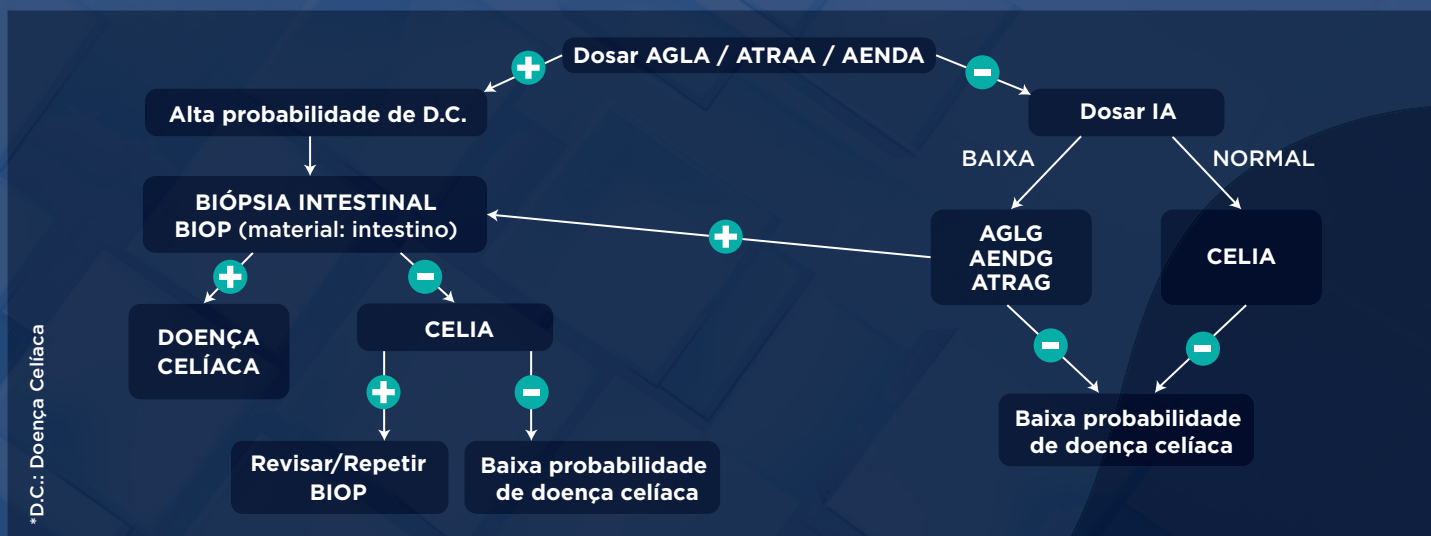 Dosar AGLA / ATRAA / AENDA
Alta probabilidade de D.C.
Dosar IA
BAIXA
NORMAL
BIÓPSIA INTESTINAL
BIOP (material: intestino)
AGLG
AENDG
ATRAG
CELIA
DOENÇA
CELÍACA
CELIA
Revisar/Repetir
BIOP
Baixa probabilidade
de doença celíaca
Baixa probabilidade
de doença celíaca
*D.C.: Doença Celíaca